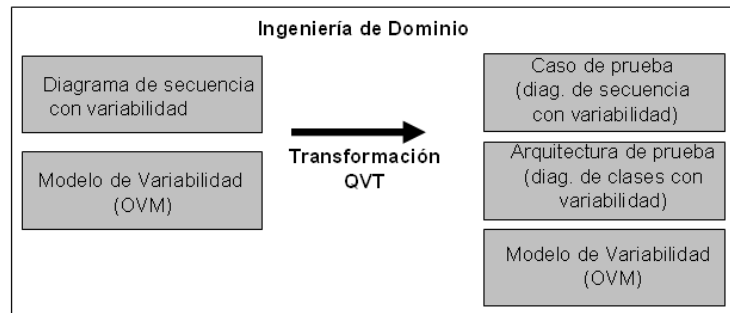 Ingeniería de Dominio
Diagrama de secuencia
con variabilidad
Modelo de Variabilidad
(OVM)
Transformación
QVT
Caso de prueba
(diag. de secuencia
con variabilidad)
Arquitectura de prueba
(diag. de clases con
variabilidad)
Modelo de Variabilidad
(OVM)